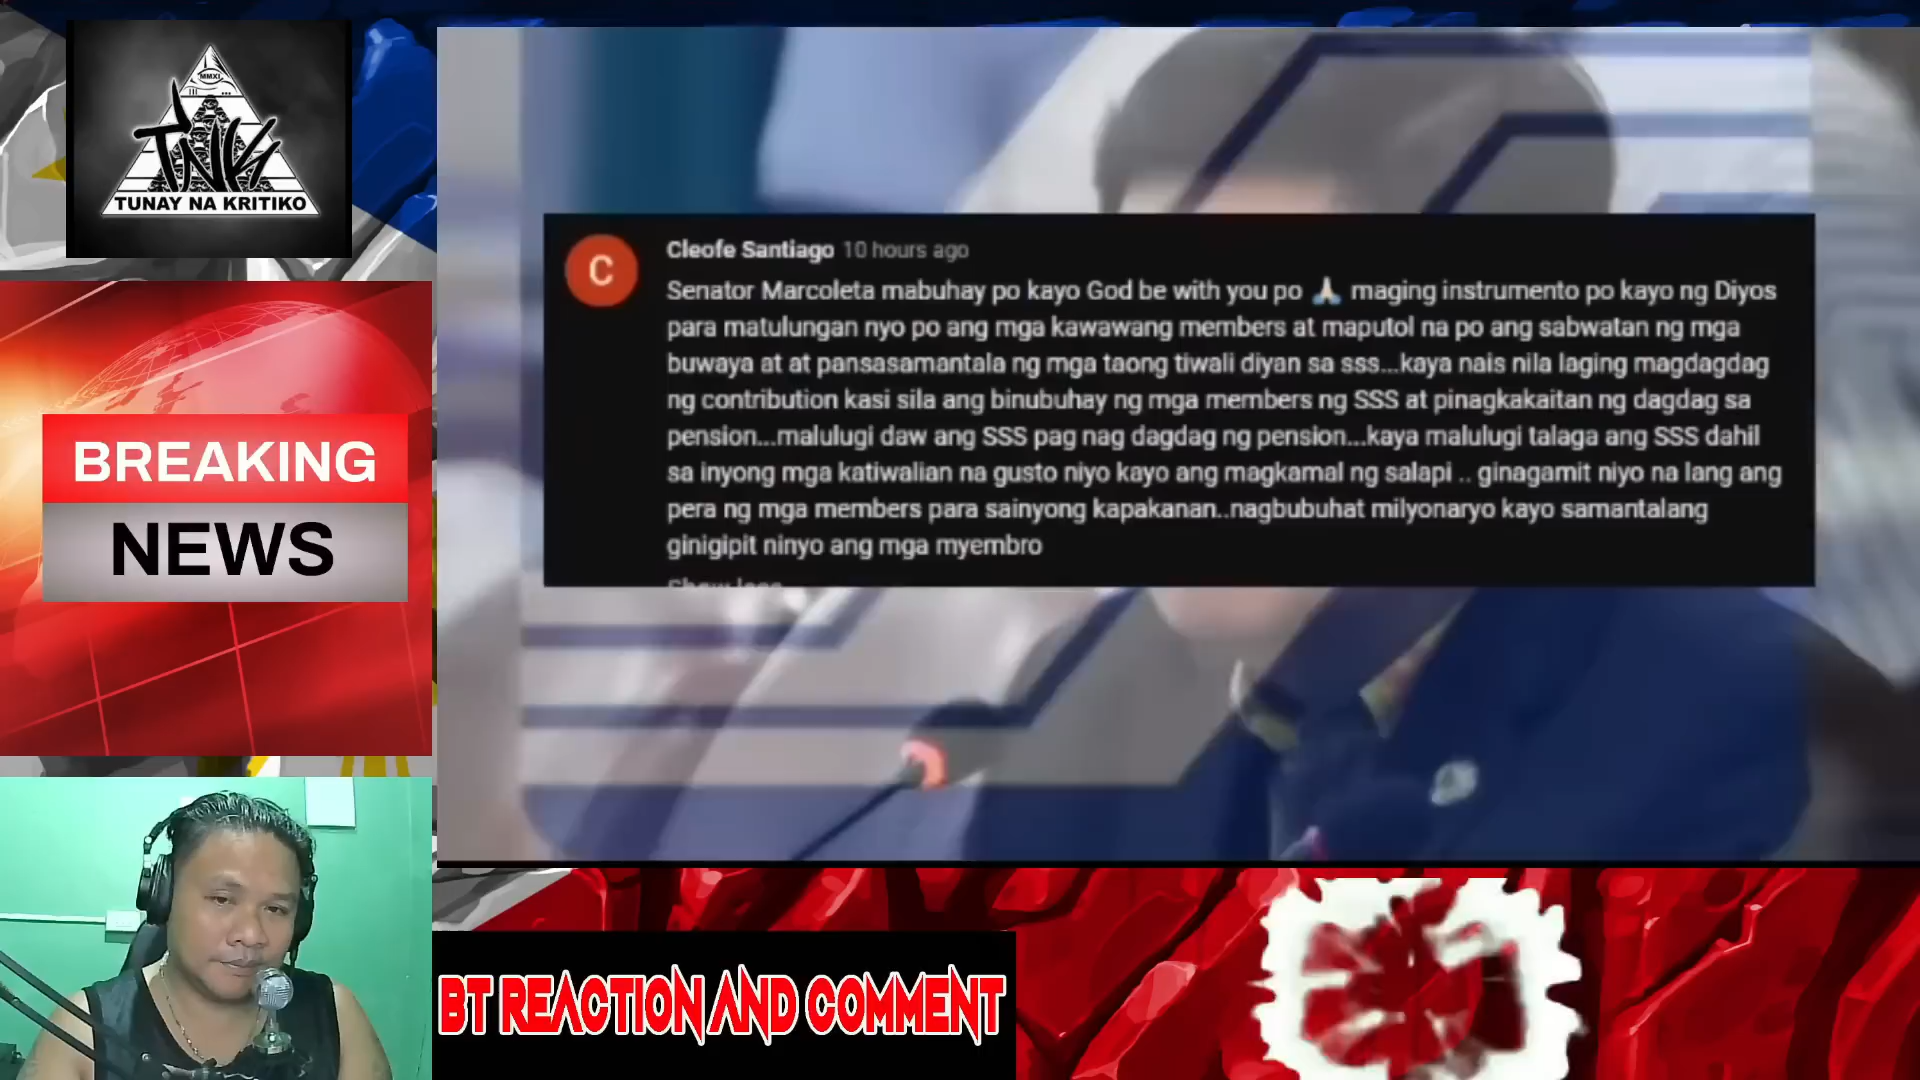 MMXI
TNK
TUNAY NA KRITIKO
BREAKING
NEWS
C
Cleofe Santiago 10 hours ago
Senator Marcoleta mabuhay po kayo God be with you po 🙏🏻 maging instrumento po kayo ng Diyos
para matulungan nyo po ang mga kawawang members at maputol na po ang sabwatan ng mga
buwaya at at pansasamantala ng mga taong tiwali diyan sa sss...kaya nais nila laging magdagdag
ng contribution kasi sila ang binubuhay ng mga members ng SSS at pinagkakaitan ng dagdag sa
pension...malulugi daw ang SSS pag nag dagdag ng pension...kaya malulugi talaga ang SSS dahil
sa inyong mga katiwalian na gusto niyo kayo ang magkamal ng salapi .. ginagamit niyo na lang ang
pera ng mga members para sainyong kapakanan..nagbubuhat milyonaryo kayo samantalang
ginigipit ninyo ang mga myembro
Show less
BT REACTION AND COMMENT